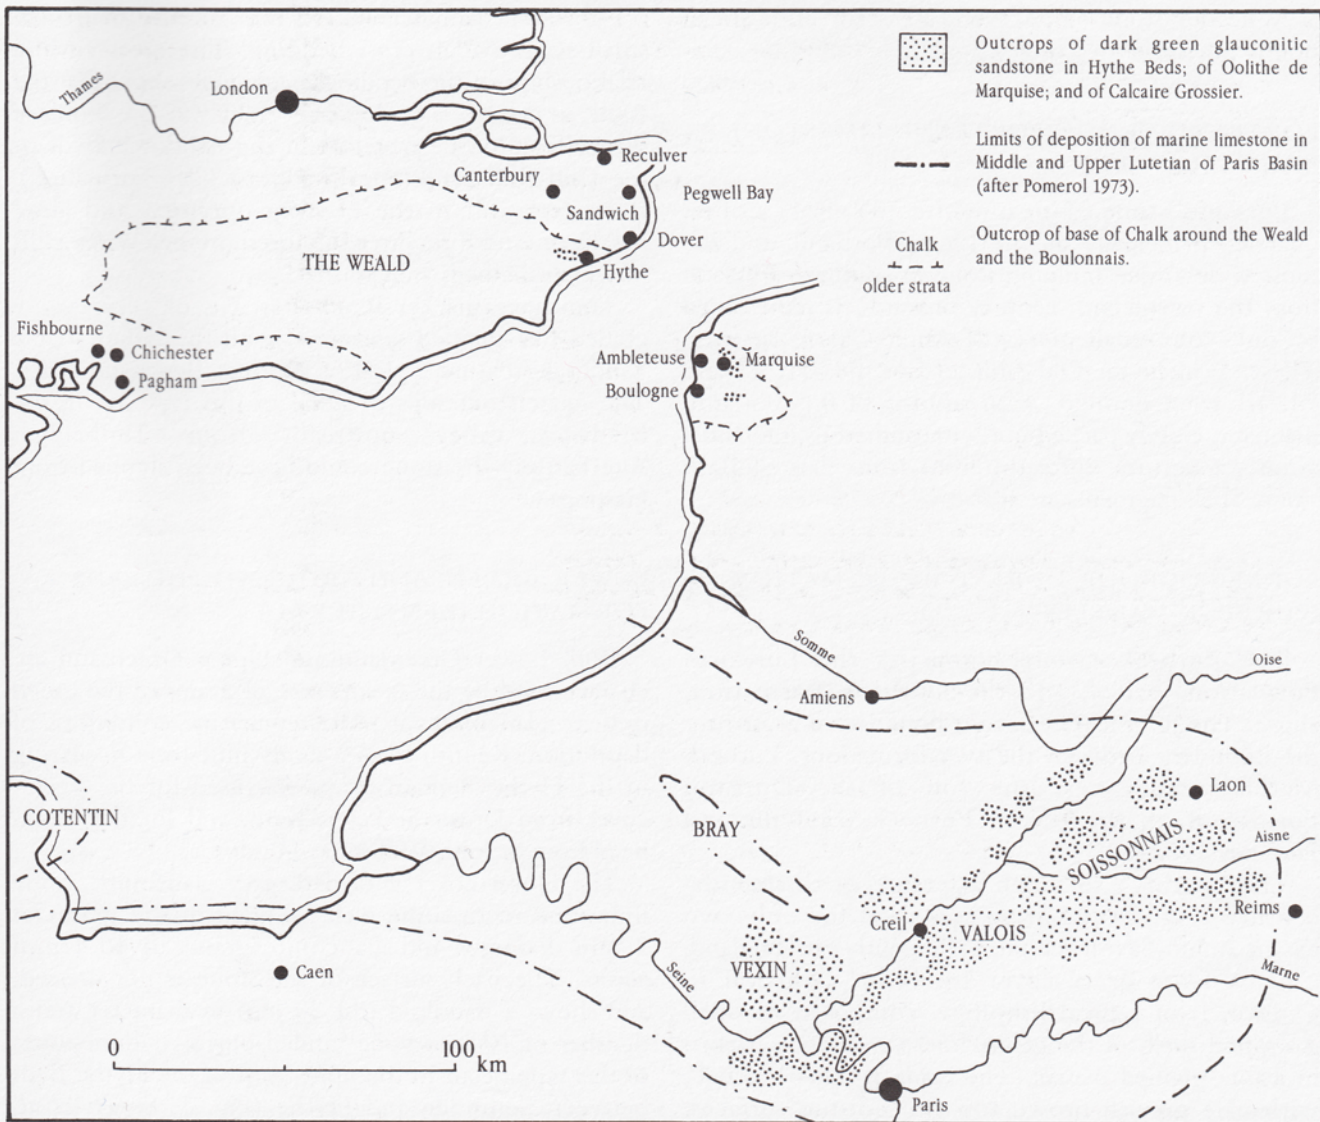 Outcrops of dark green glauconitic
sandstone in Hythe Beds; of Oolithe de
Marquise; and of Calcaire Grossier.
Limits of deposition of marine limestone in
Middle and Upper Lutetian of Paris Basin
(after Pomerol 1973).
Chalk
older strata
Outcrop of base of Chalk around the Weald
and the Boulonnais.
Thames
London
Reculver
Canterbury
Pegwell Bay
Sandwich
Dover
THE WEALD
Hythe
Fishbourne
Chichester
Pagham
Ambleteuse
Marquise
Boulogne
Somme
Oise
Amiens
Laon
COTENTIN
BRAY
SOISSONNAIS
Aisne
Creil
VALOIS
Reims
Caen
Seine
VEXIN
Marne
0
100
km
Paris